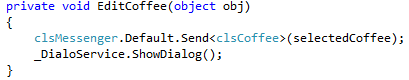 private void EditCoffee(object obj)
{
clsMessenger.Default.Send<clsCoffee>(selectedCoffee);
_DialoService.ShowDialog();
}